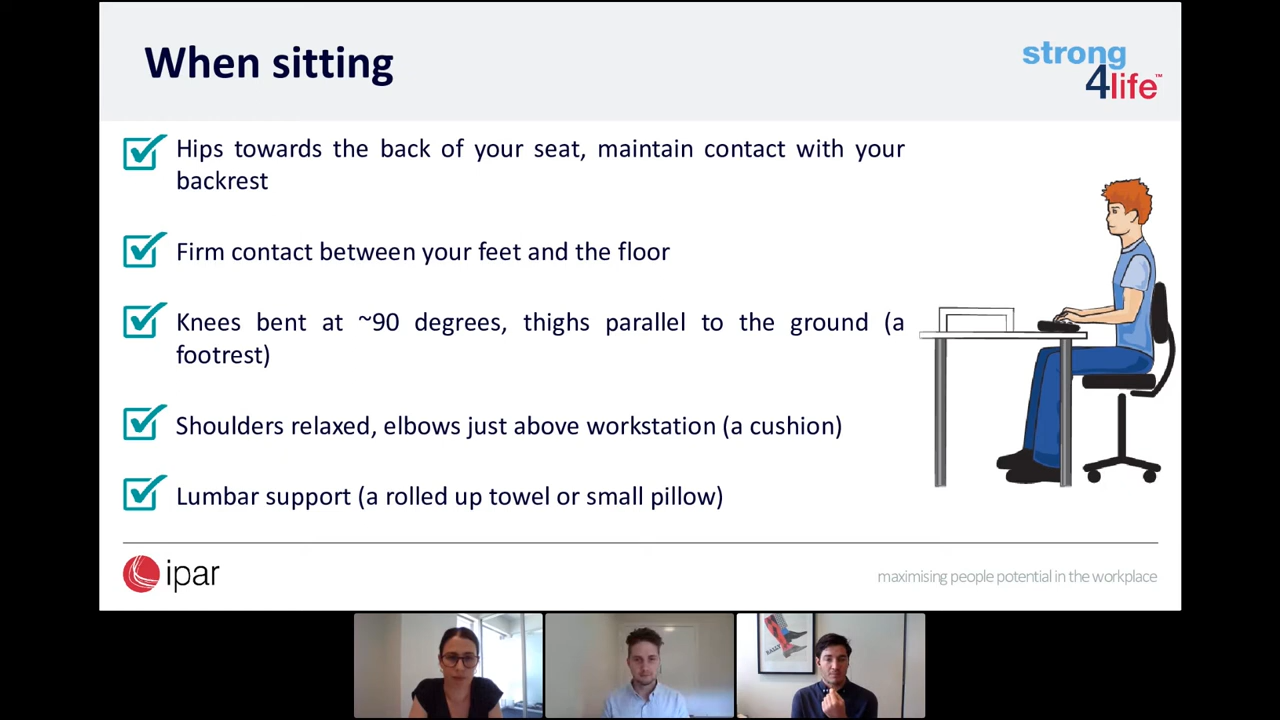 When sitting
strong
4life™
Hips towards the back of your seat, maintain contact with your
backrest
Firm contact between your feet and the floor
Knees bent at ~90 degrees, thighs parallel to the ground (a
footrest)
Shoulders relaxed, elbows just above workstation (a cushion)
Lumbar support (a rolled up towel or small pillow)
ipar
maximising people potential in the workplace